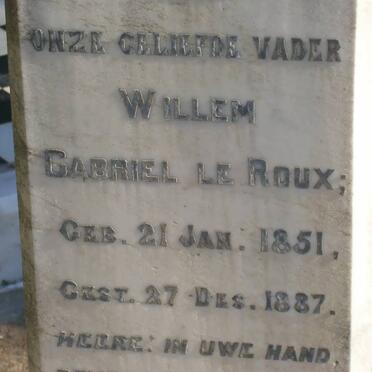 ONZE GELIEFDE VADER
WILLEM
GABRIEL LE ROUX;
GEB. 21 JAN: 1851,
GEST. 27 DES. 1887.
HEERE: IN UWE HAND